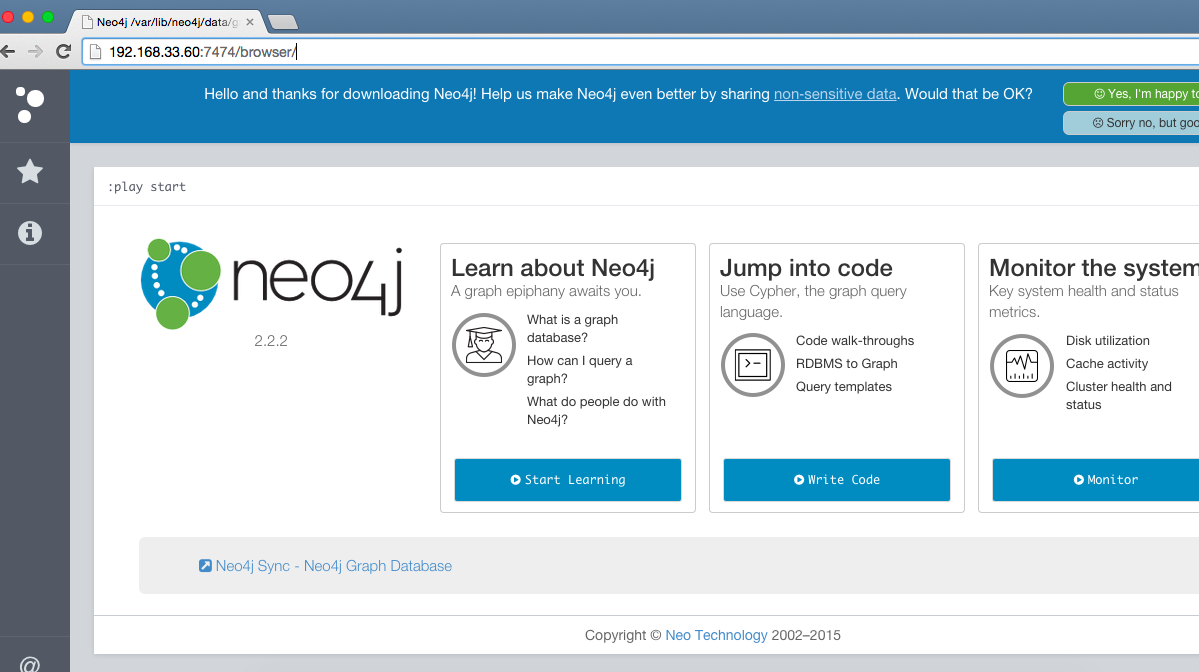 Neo4j /var/lib/neo4j/data/g
192.168.33.60:7474/browser/
Hello and thanks for downloading Neo4j! Help us make Neo4j even better by sharing non-sensitive data. Would that be OK?
Yes, I'm happy to
Sorry no, but goo
:play start
neo4j
2.2.2
Learn about Neo4j
A graph epiphany awaits you.
What is a graph
database?
How can I query a
graph?
What do people do with
Neo4j?
Start Learning
Jump into code
Use Cypher, the graph query
language.
Code walk-throughs
RDBMS to Graph
Query templates
Write Code
Monitor the system
Key system health and status
metrics.
Disk utilization
Cache activity
Cluster health and
status
Monitor
Neo4j Sync - Neo4j Graph Database
Copyright © Neo Technology 2002–2015
@